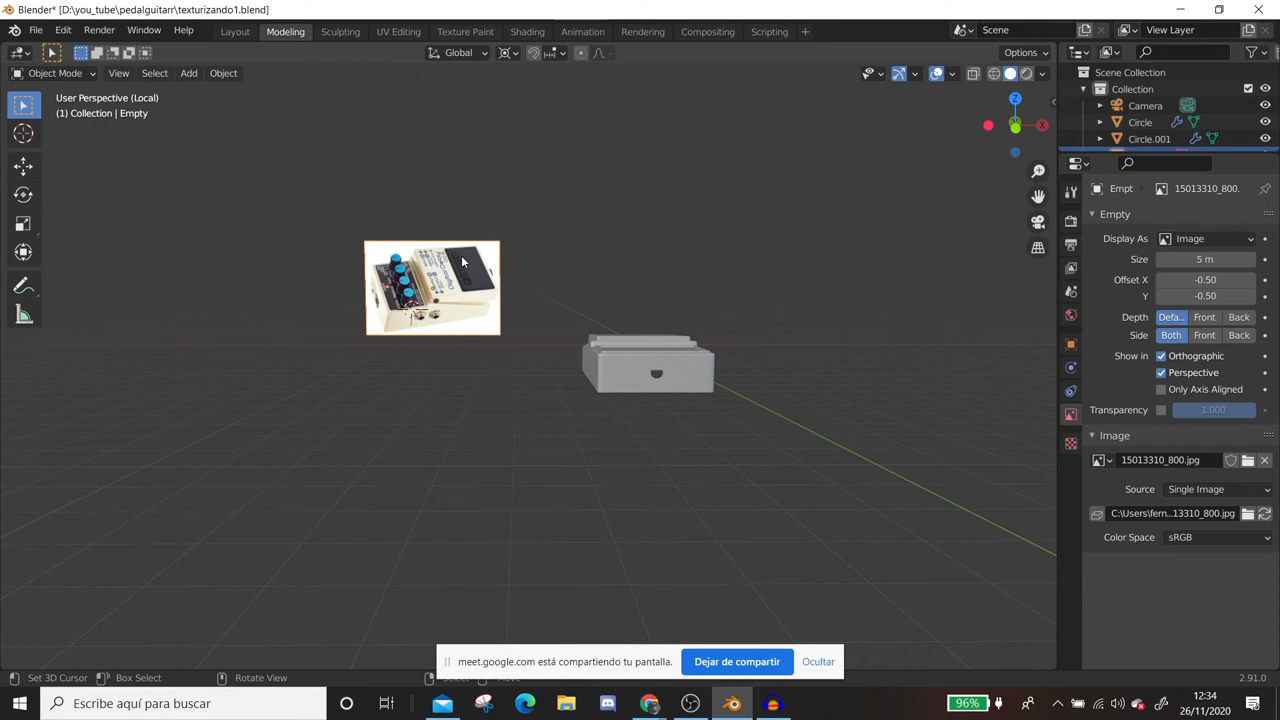 Blender* [D:\you_tube\pedalguitarr\texturizando1.blend]
File Edit Render Window Help Layout Modeling Sculpting UV Editing Texture Paint Shading Animation Rendering Compositing Scripting + Scene View Layer
Global Options
Object Mode View Select Add Object
Scene Collection
Collection
Camera
Circle
Circle.001
User Perspective (Local)
(1) Collection | Empty
Z
X
Empt 15013310_800.
Empty
Display As Image
Size 5 m
Offset X -0.50
Y -0.50
Depth Defa... Front Back
Side Both Front Back
Show in Orthographic
Perspective
Only Axis Aligned
Transparency 1.000
Image
15013310_800.jpg
Source Single Image
C:\Users\fern...13310_800.jpg
Color Space sRGB
meet.google.com está compartiendo tu pantalla. Dejar de compartir Ocultar
Set 3D Cursor Box Select Rotate View Select Move 2.91.0
Escribe aquí para buscar
96%
12:34
26/11/2020